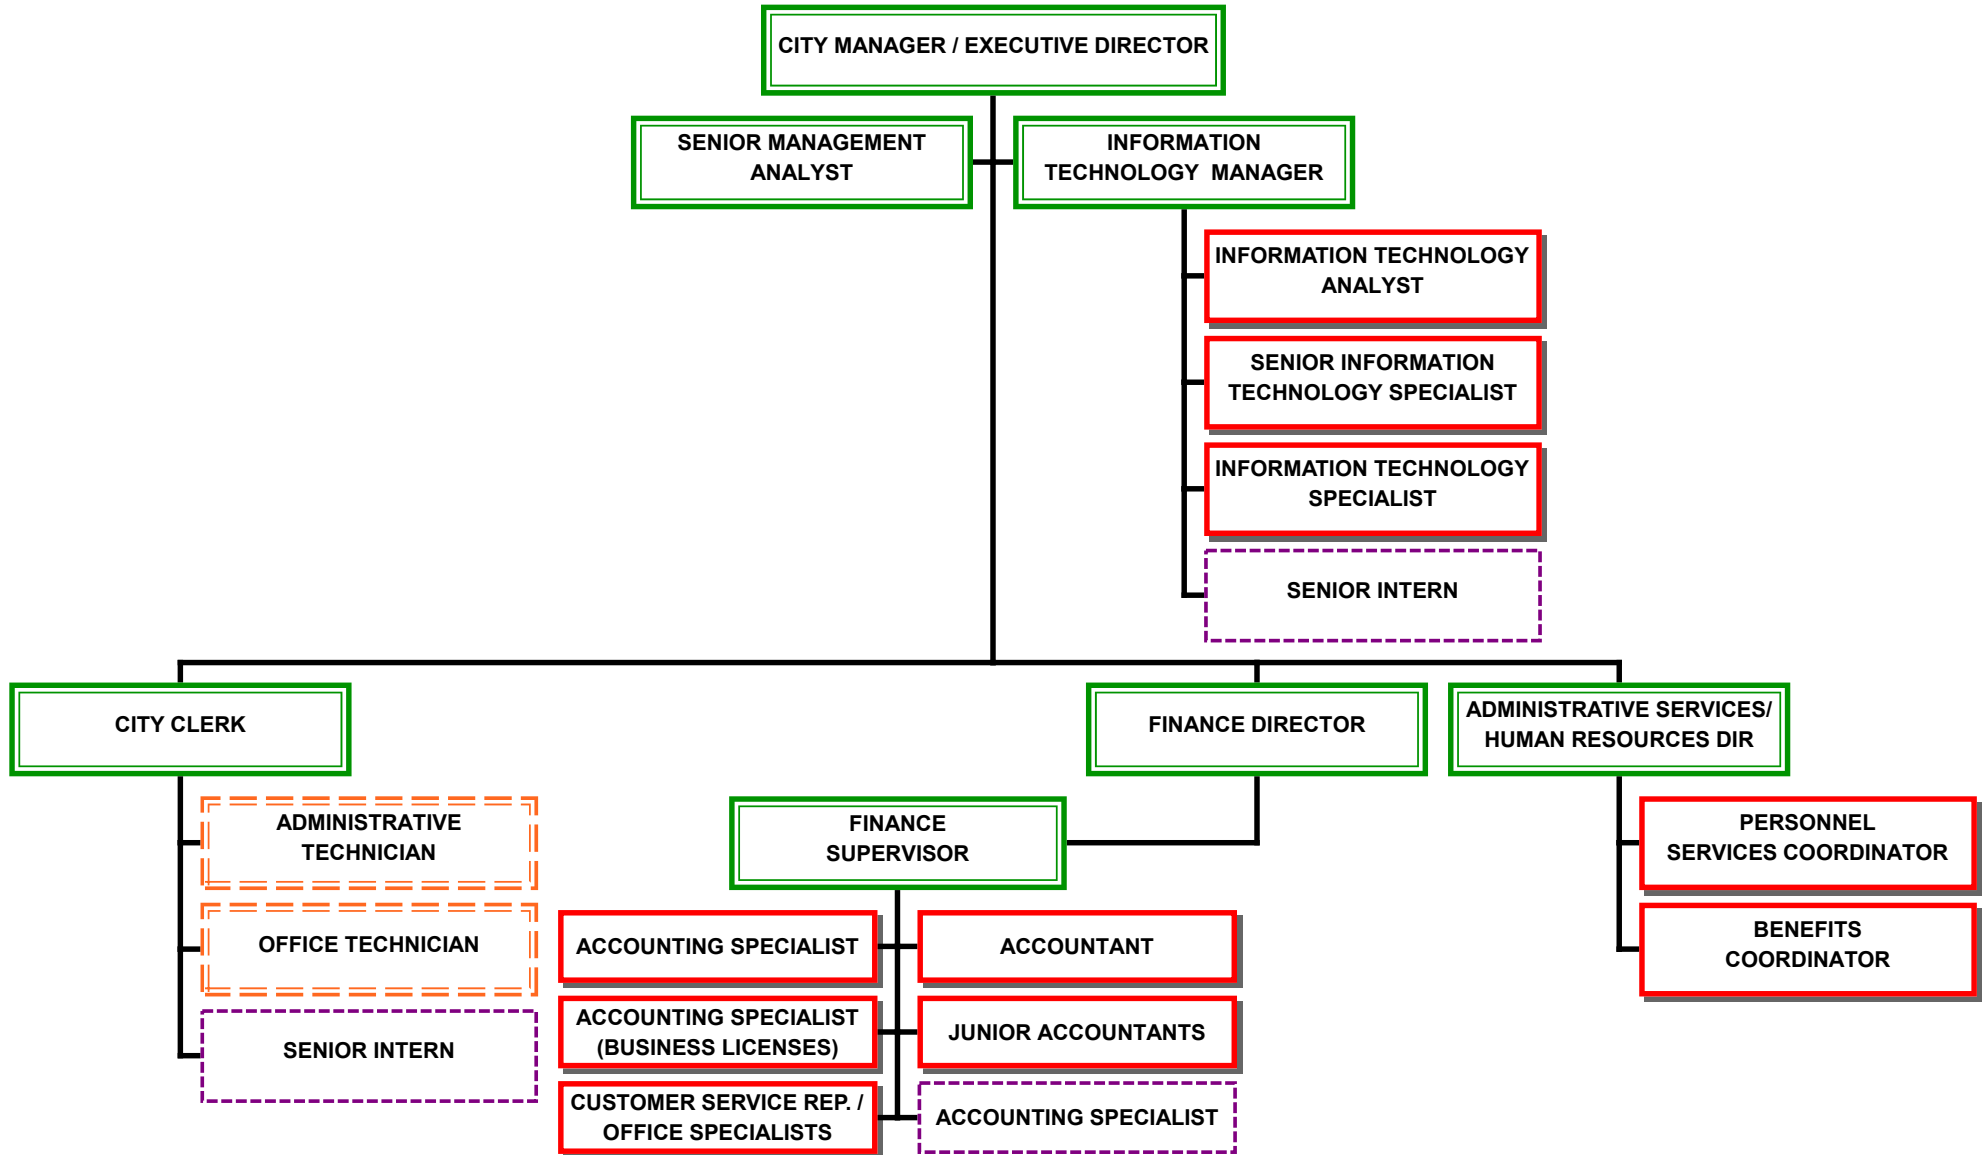 CITY MANAGER / EXECUTIVE DIRECTOR
SENIOR MANAGEMENT
ANALYST
INFORMATION
TECHNOLOGY  MANAGER
INFORMATION TECHNOLOGY
ANALYST
SENIOR INFORMATION
TECHNOLOGY SPECIALIST
INFORMATION TECHNOLOGY
SPECIALIST
SENIOR INTERN
CITY CLERK
ADMINISTRATIVE
TECHNICIAN
OFFICE TECHNICIAN
SENIOR INTERN
FINANCE DIRECTOR
FINANCE
SUPERVISOR
ACCOUNTING SPECIALIST
ACCOUNTANT
ACCOUNTING SPECIALIST
(BUSINESS LICENSES)
JUNIOR ACCOUNTANTS
CUSTOMER SERVICE REP. /
OFFICE SPECIALISTS
ACCOUNTING SPECIALIST
ADMINISTRATIVE SERVICES/
HUMAN RESOURCES DIR
PERSONNEL
SERVICES COORDINATOR
BENEFITS
COORDINATOR